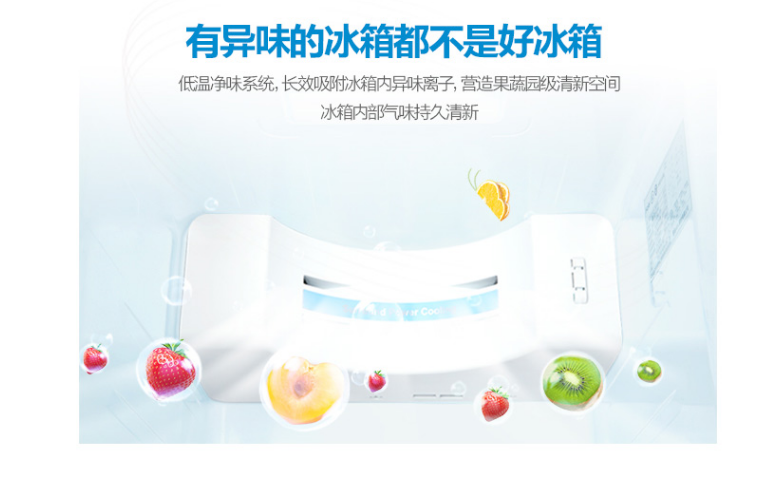 有异味的冰箱都不是好冰箱
低温净味系统, 长效吸附冰箱内异味离子, 营造果蔬园级清新空间
冰箱内部气味持久清新